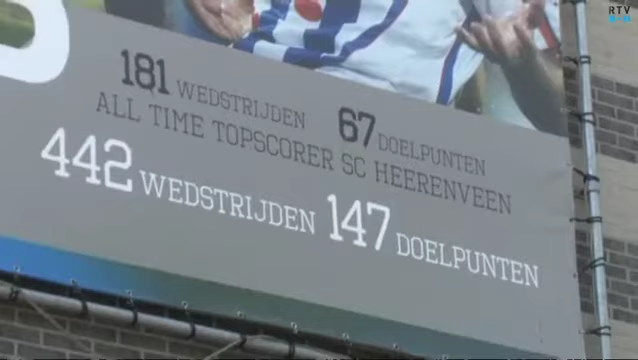 RTV
181 WEDSTRIJDEN 67 DOELPUNTEN
ALL TIME TOPSCORER SC HEERENVEEN
442 WEDSTRIJDEN 147 DOELPUNTEN